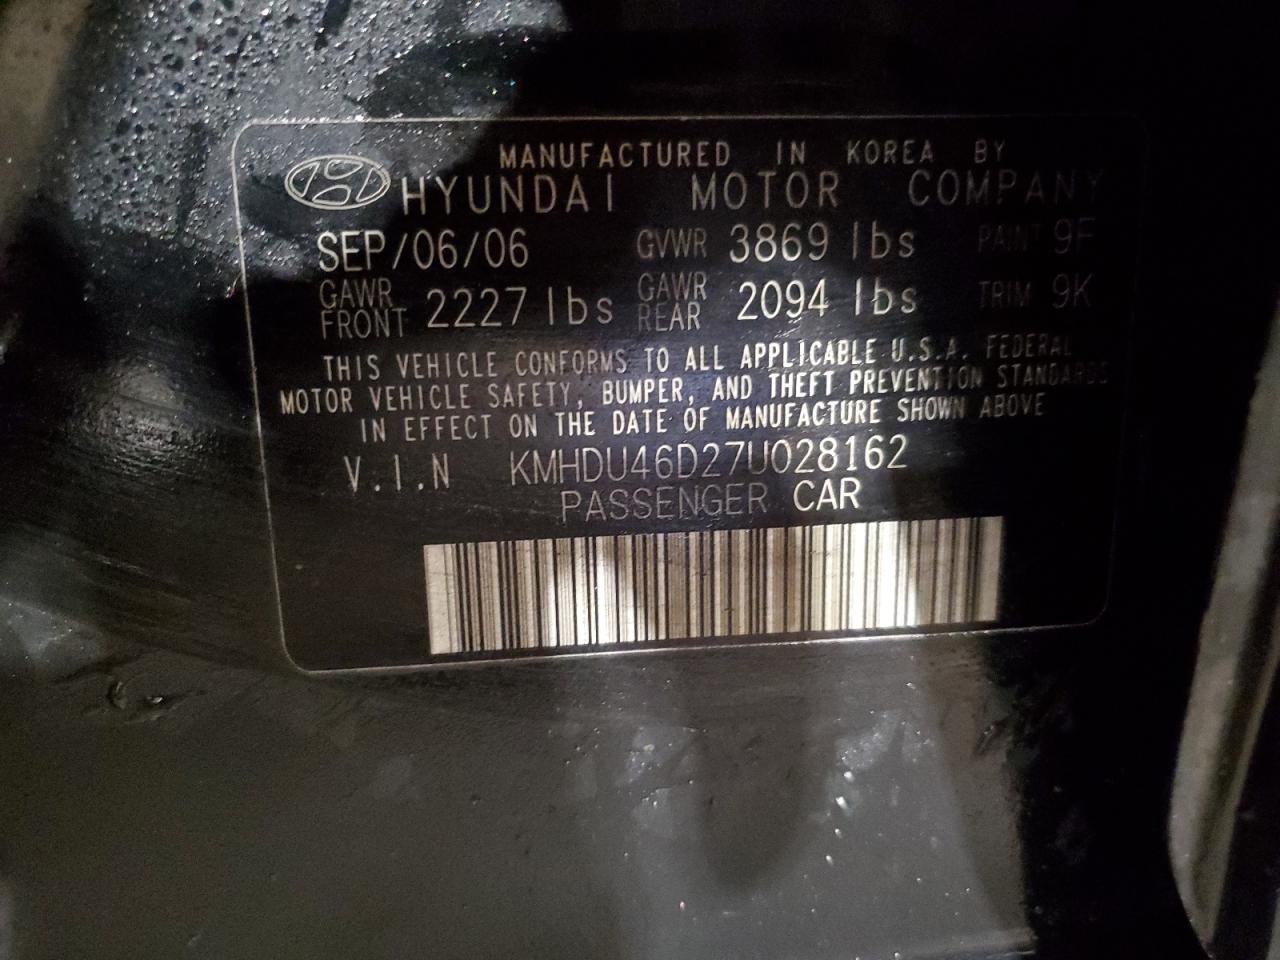 MANUFACTURED IN KOREA BY
HYUNDAI MOTOR COMPANY
SEP/06/06 GVWR 3869 lbs PAINT 9F
GAWR FRONT 2227 lbs GAWR REAR 2094 lbs TRIM 9K
THIS VEHICLE CONFORMS TO ALL APPLICABLE U.S.A. FEDERAL
MOTOR VEHICLE SAFETY, BUMPER, AND THEFT PREVENTION STANDARDS
IN EFFECT ON THE DATE OF MANUFACTURE SHOWN ABOVE
V.I.N KMHDU46D27U028162
PASSENGER CAR